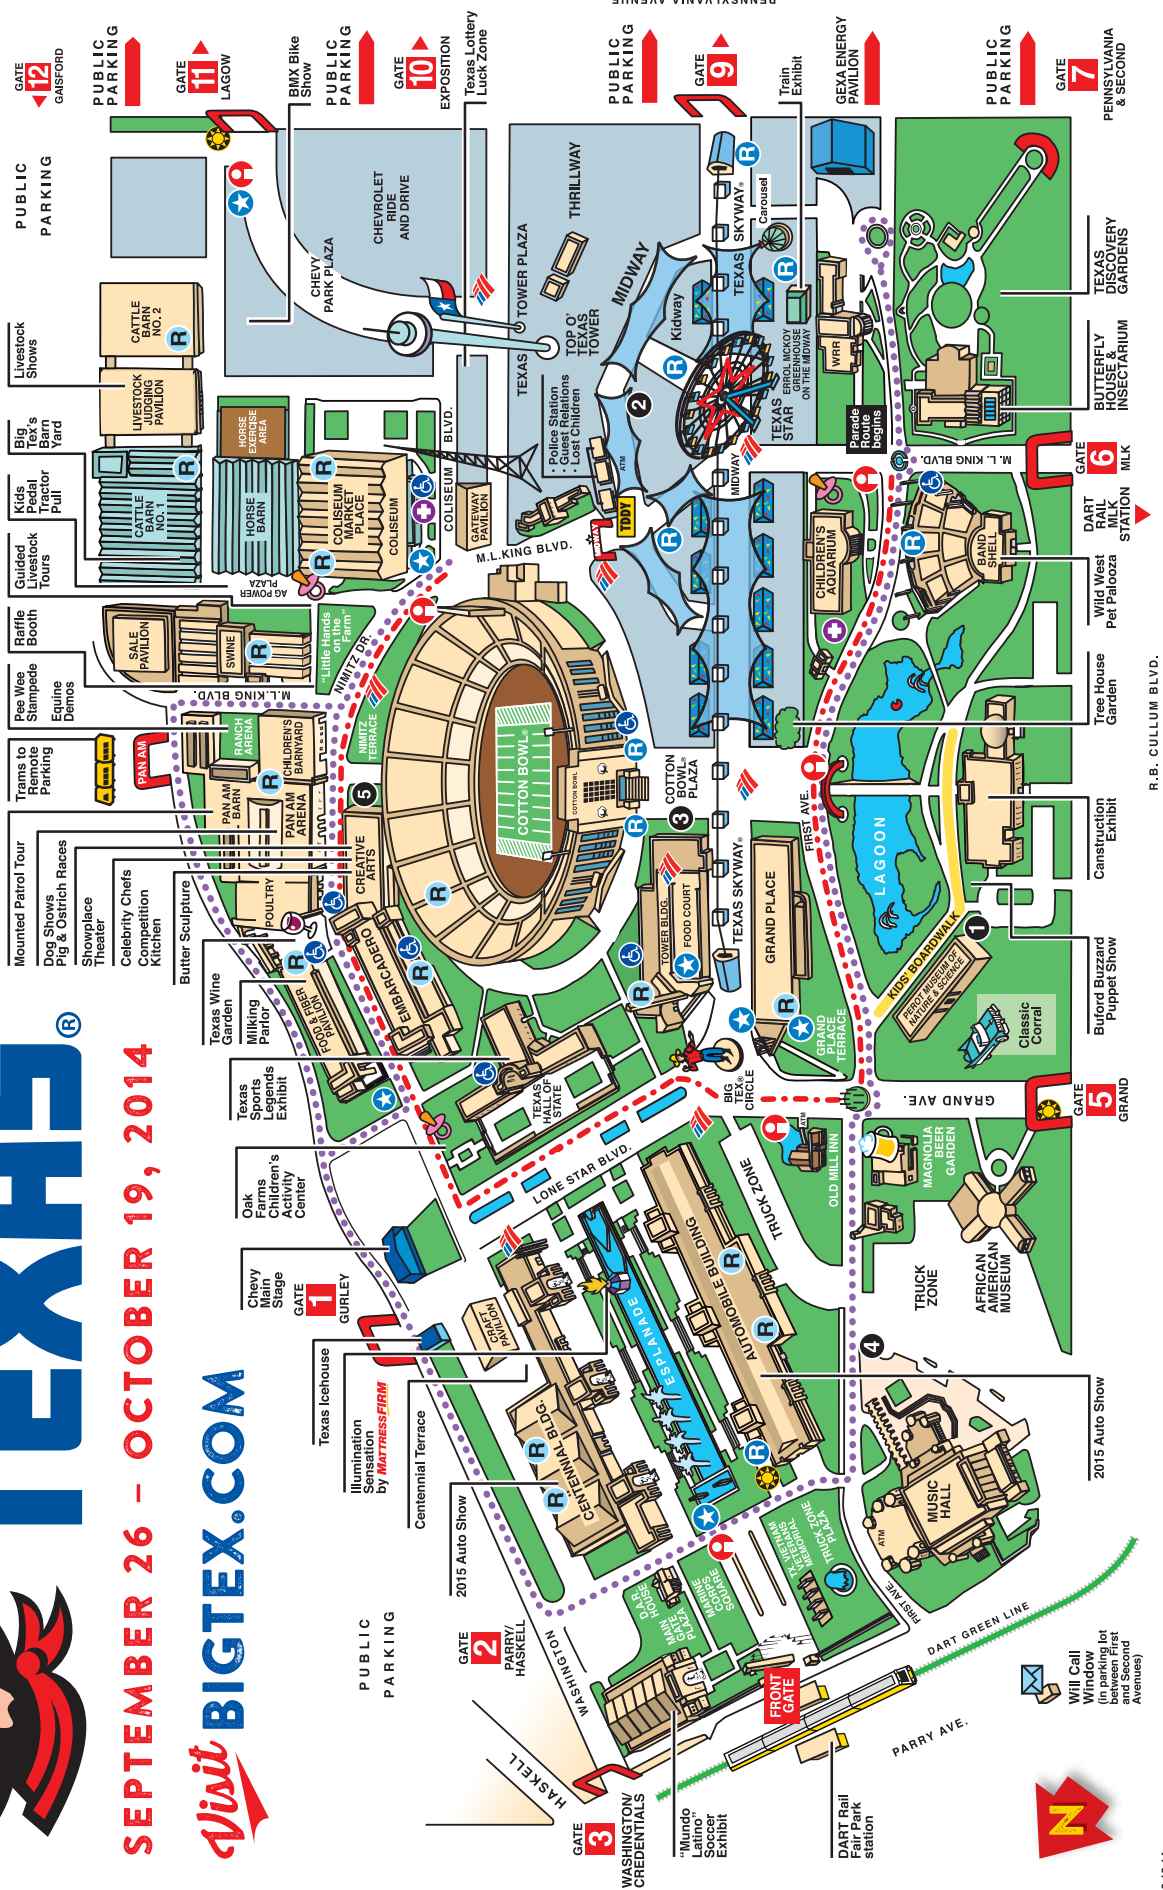 TEXAS
®
SEPTEMBER 26 – OCTOBER 19, 2014
Visit BIGTEX.COM
GATE
12
GAISFORD
PUBLIC
PARKING
GATE
11
LAGOW
BMX Bike
Show
PUBLIC
PARKING
GATE
10
EXPOSITION
Texas Lottery
Luck Zone
PUBLIC
PARKING
GATE
9
Train
Exhibit
GEXA ENERGY
PAVILION
PUBLIC
PARKING
GATE
7
PENNSYLVANIA
& SECOND
PENNSYLVANIA AVENUE
PUBLIC
PARKING
CHEVROLET
RIDE
AND DRIVE
CHEVY
PARK PLAZA
THRILLWAY
TEXAS TOWER PLAZA
TOP O'
TEXAS
TOWER
MIDWAY
Kidway
TEXAS SKYWAY®
Carousel
R
ERROL MCKOY
GREENHOUSE
ON THE MIDWAY
TEXAS
STAR
WRR
Parade
Route
begins
TEXAS
DISCOVERY
GARDENS
BUTTERFLY
HOUSE &
INSECTARIUM
M. L. KING BLVD.
GATE
6
MLK
DART
RAIL
MLK
STATION
Livestock
Shows
Big
Tex's
Barn
Yard
Kids
Pedal
Tractor
Pull
Guided
Livestock
Tours
Raffle
Booth
Pee Wee
Stampede
Equine
Demos
Trams to
Remote
Parking
Mounted Patrol Tour
Dog Shows
Pig & Ostrich Races
Showplace
Theater
Celebrity Chefs
Competition
Kitchen
Butter Sculpture
Texas Wine
Garden
Milking
Parlor
Texas
Sports
Legends
Exhibit
Oak
Farms
Children's
Activity
Center
Chevy
Main
Stage
GATE
1
GURLEY
Texas Icehouse
Illumination
Sensation
by MATTRESSFIRM
Centennial Terrace
2015 Auto Show
GATE
2
PARRY/
HASKELL
PUBLIC
PARKING
CATTLE
BARN
NO. 2
LIVESTOCK
JUDGING
PAVILION
CATTLE
BARN
NO. 1
HORSE
EXERCISE
AREA
HORSE
BARN
COLISEUM
MARKET
PLACE
COLISEUM
AG POWER
PLAZA
COLISEUM BLVD.
GATEWAY
PAVILION
M.L.KING BLVD.
• Police Station
• Guest Relations
• Lost Children
2
ATM
TDDY
MIDWAY
MIDWAY
CHILDREN'S
AQUARIUM
BAND
SHELL
Wild West
Pet Palooza
SALE
PAVILION
SWINE
"Little Hands
on the
Farm"
NIMITZ DR.
M.L.KING BLVD.
NIMITZ
TERRACE
PAN AM
RANCH
ARENA
CHILDREN'S
BARNYARD
PAN AM
BARN
PAN AM
ARENA
POULTRY
5
CREATIVE
ARTS
EMBARCADERO
FOOD & FIBER
PAVILION
COTTON BOWL®
COTTON BOWL
COTTON
BOWL®
PLAZA
3
TOWER BLDG.
FOOD COURT
TEXAS SKYWAY®
GRAND PLACE
GRAND
PLACE
TERRACE
FIRST AVE.
LAGOON
Tree House
Garden
KIDS' BOARDWALK
1
PEROT MUSEUM OF
NATURE & SCIENCE
Canstruction
Exhibit
Buford Buzzard
Puppet Show
Classic
Corral
R.B. CULLUM BLVD.
TEXAS
HALL OF
STATE
BIG
TEX®
CIRCLE
GRAND AVE.
GATE
5
GRAND
LONE STAR BLVD.
TRUCK ZONE
ATM
OLD MILL INN
MAGNOLIA
BEER
GARDEN
TRUCK
ZONE
AFRICAN
AMERICAN
MUSEUM
CRAFT
PAVILION
CENTENNIAL BLDG.
ESPLANADE
AUTOMOBILE BUILDING
4
2015 Auto Show
MUSIC
HALL
ATM
TX. VIETNAM
VETERANS
MEMORIAL
TRUCK ZONE
PLAZA
FIRST AVE.
D.A.R.
HOUSE
MAIN
GATE
PLAZA
MARINE
CORPS
SQUARE
FRONT
GATE
WASHINGTON
HASKELL
GATE
3
WASHINGTON/
CREDENTIALS
"Mundo
Latino"
Soccer
Exhibit
DART Rail
Fair Park
station
PARRY AVE.
DART GREEN LINE
Will Call
Window
(in parking lot
between First
and Second
Avenues)
N